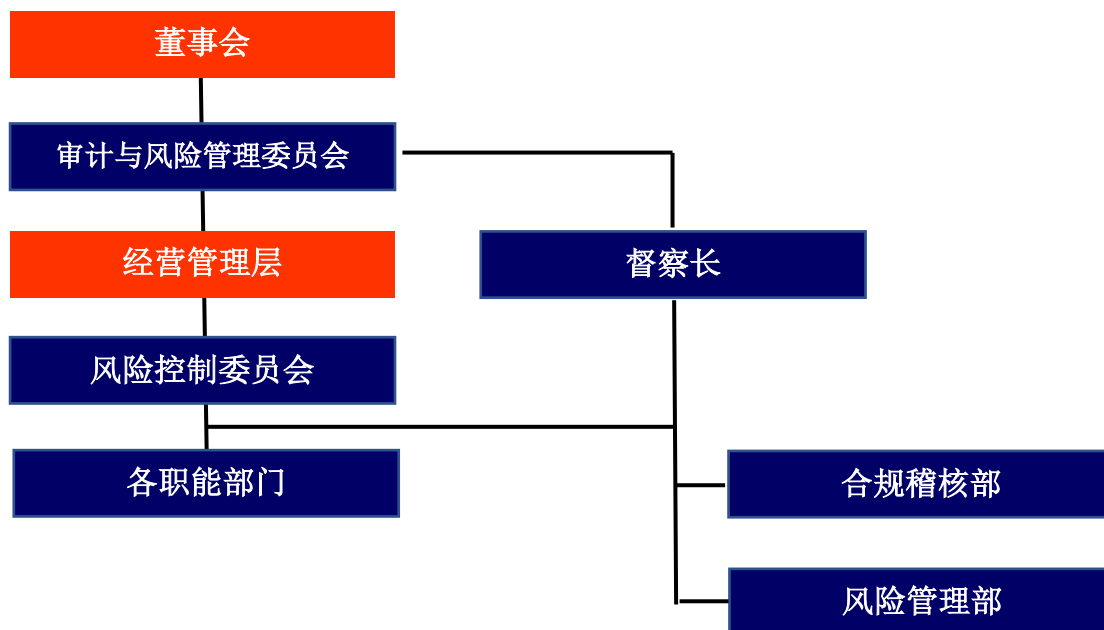 董事会
审计与风险管理委员会
经营管理层
督察长
风险控制委员会
各职能部门
合规稽核部
风险管理部